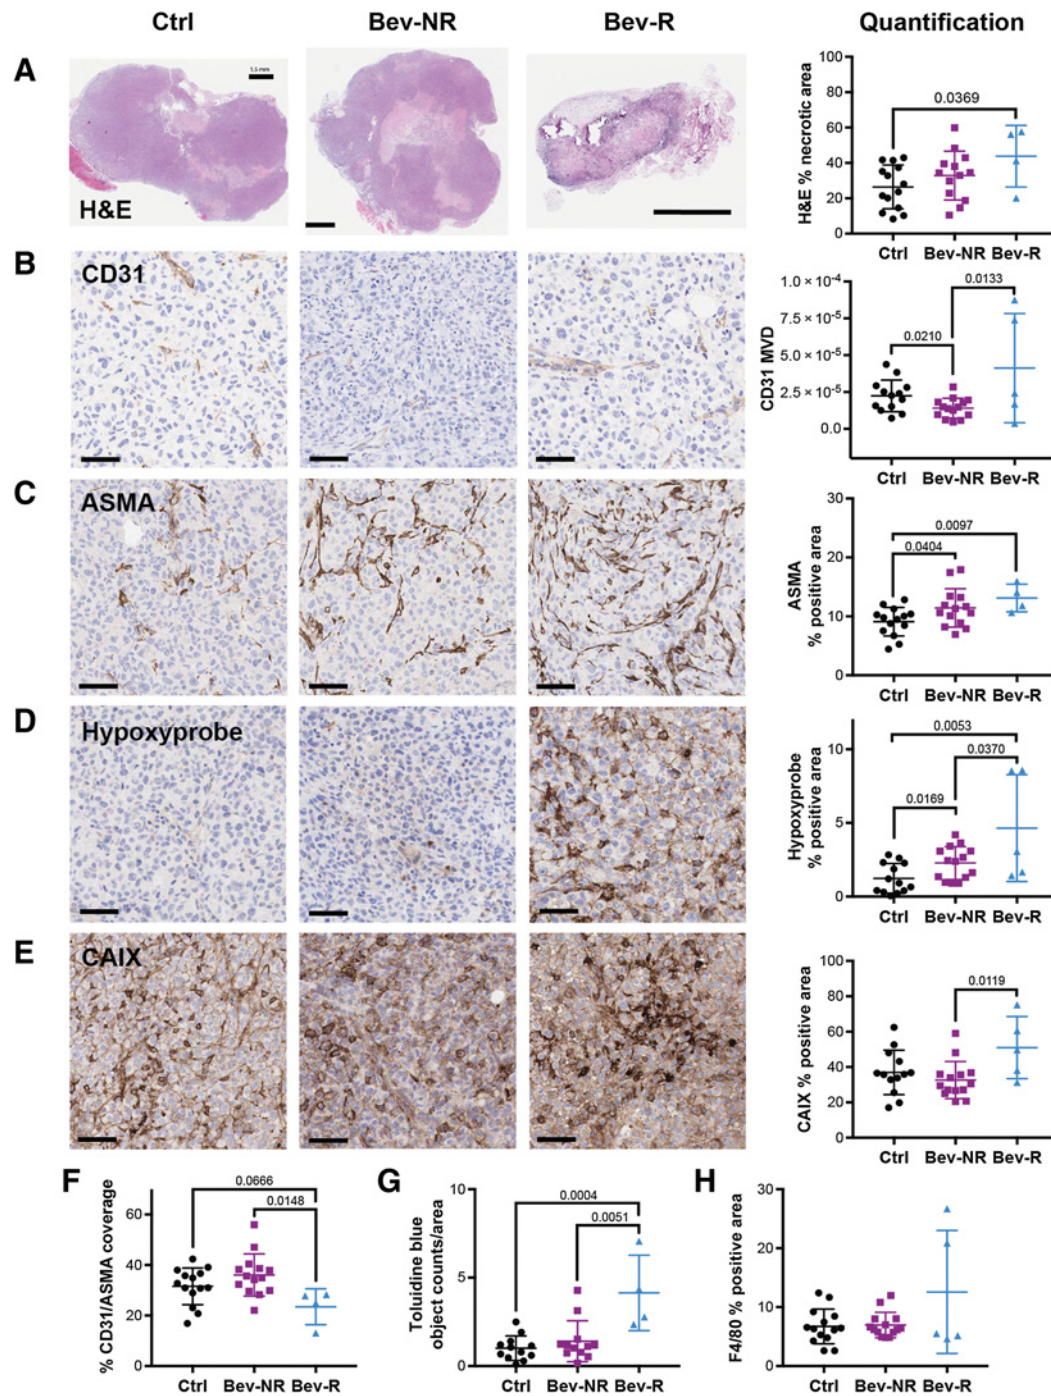 Ctrl Bev-NR Bev-R Quantification
A
1.5 mm
H&E
H&E % necrotic area
100
80
60
40
20
0
0.0369
Ctrl Bev-NR Bev-R
B
CD31
CD31 MVD
1.0 × 10-4
7.5 × 10-5
5.0 × 10-5
2.5 × 10-5
0.0
0.0133
0.0210
Ctrl Bev-NR Bev-R
C
ASMA
ASMA
% positive area
30
20
10
0
0.0097
0.0404
Ctrl Bev-NR Bev-R
D
Hypoxyprobe
Hypoxyprobe
% positive area
10
5
0
0.0053
0.0370
0.0169
Ctrl Bev-NR Bev-R
E
CAIX
CAIX % positive area
100
80
60
40
20
0
0.0119
Ctrl Bev-NR Bev-R
F
% CD31/ASMA coverage
60
40
20
0
0.0666
0.0148
Ctrl Bev-NR Bev-R
G
Toluidine blue
object counts/area
10
5
0
0.0004
0.0051
Ctrl Bev-NR Bev-R
H
F4/80 % positive area
30
20
10
0
Ctrl Bev-NR Bev-R